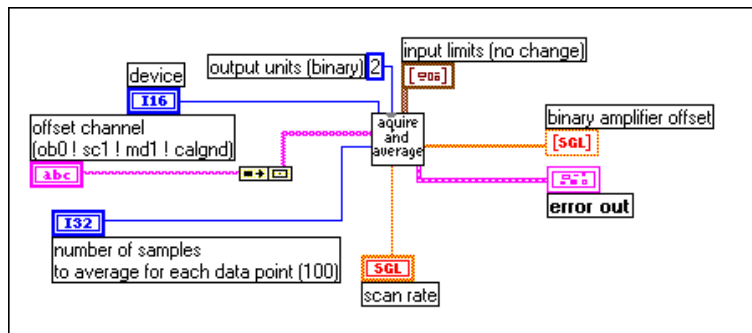 input limits (no change)
output units (binary) 2
device
I16
aquire
and
average
binary amplifier offset
[SGL]
offset channel
(ob0 ! sc1 ! md1 ! calgnd)
abc
error out
I32
number of samples
to average for each data point (100)
SGL
scan rate